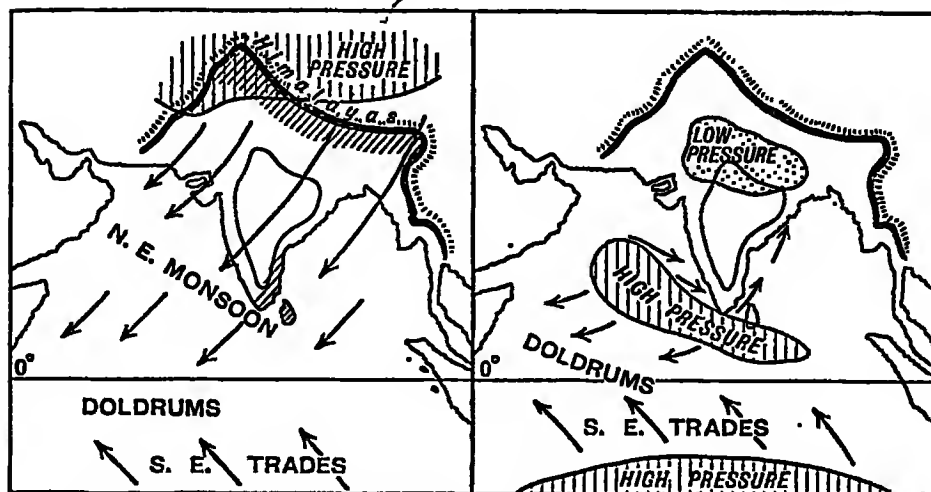 HIGH
PRESSURE
Himalayas
N. E. MONSOON
0°
DOLDRUMS
S. E. TRADES
LOW
PRESSURE
HIGH PRESSURE
DOLDRUMS
0°
S. E. TRADES
HIGH PRESSURE